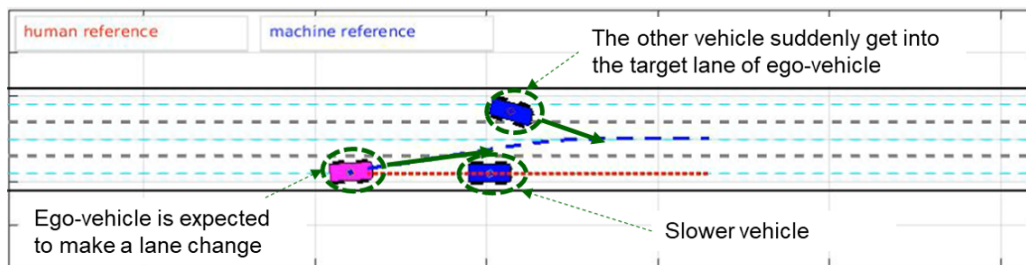 human reference
machine reference
The other vehicle suddenly get into
the target lane of ego-vehicle
Ego-vehicle is expected
to make a lane change
Slower vehicle